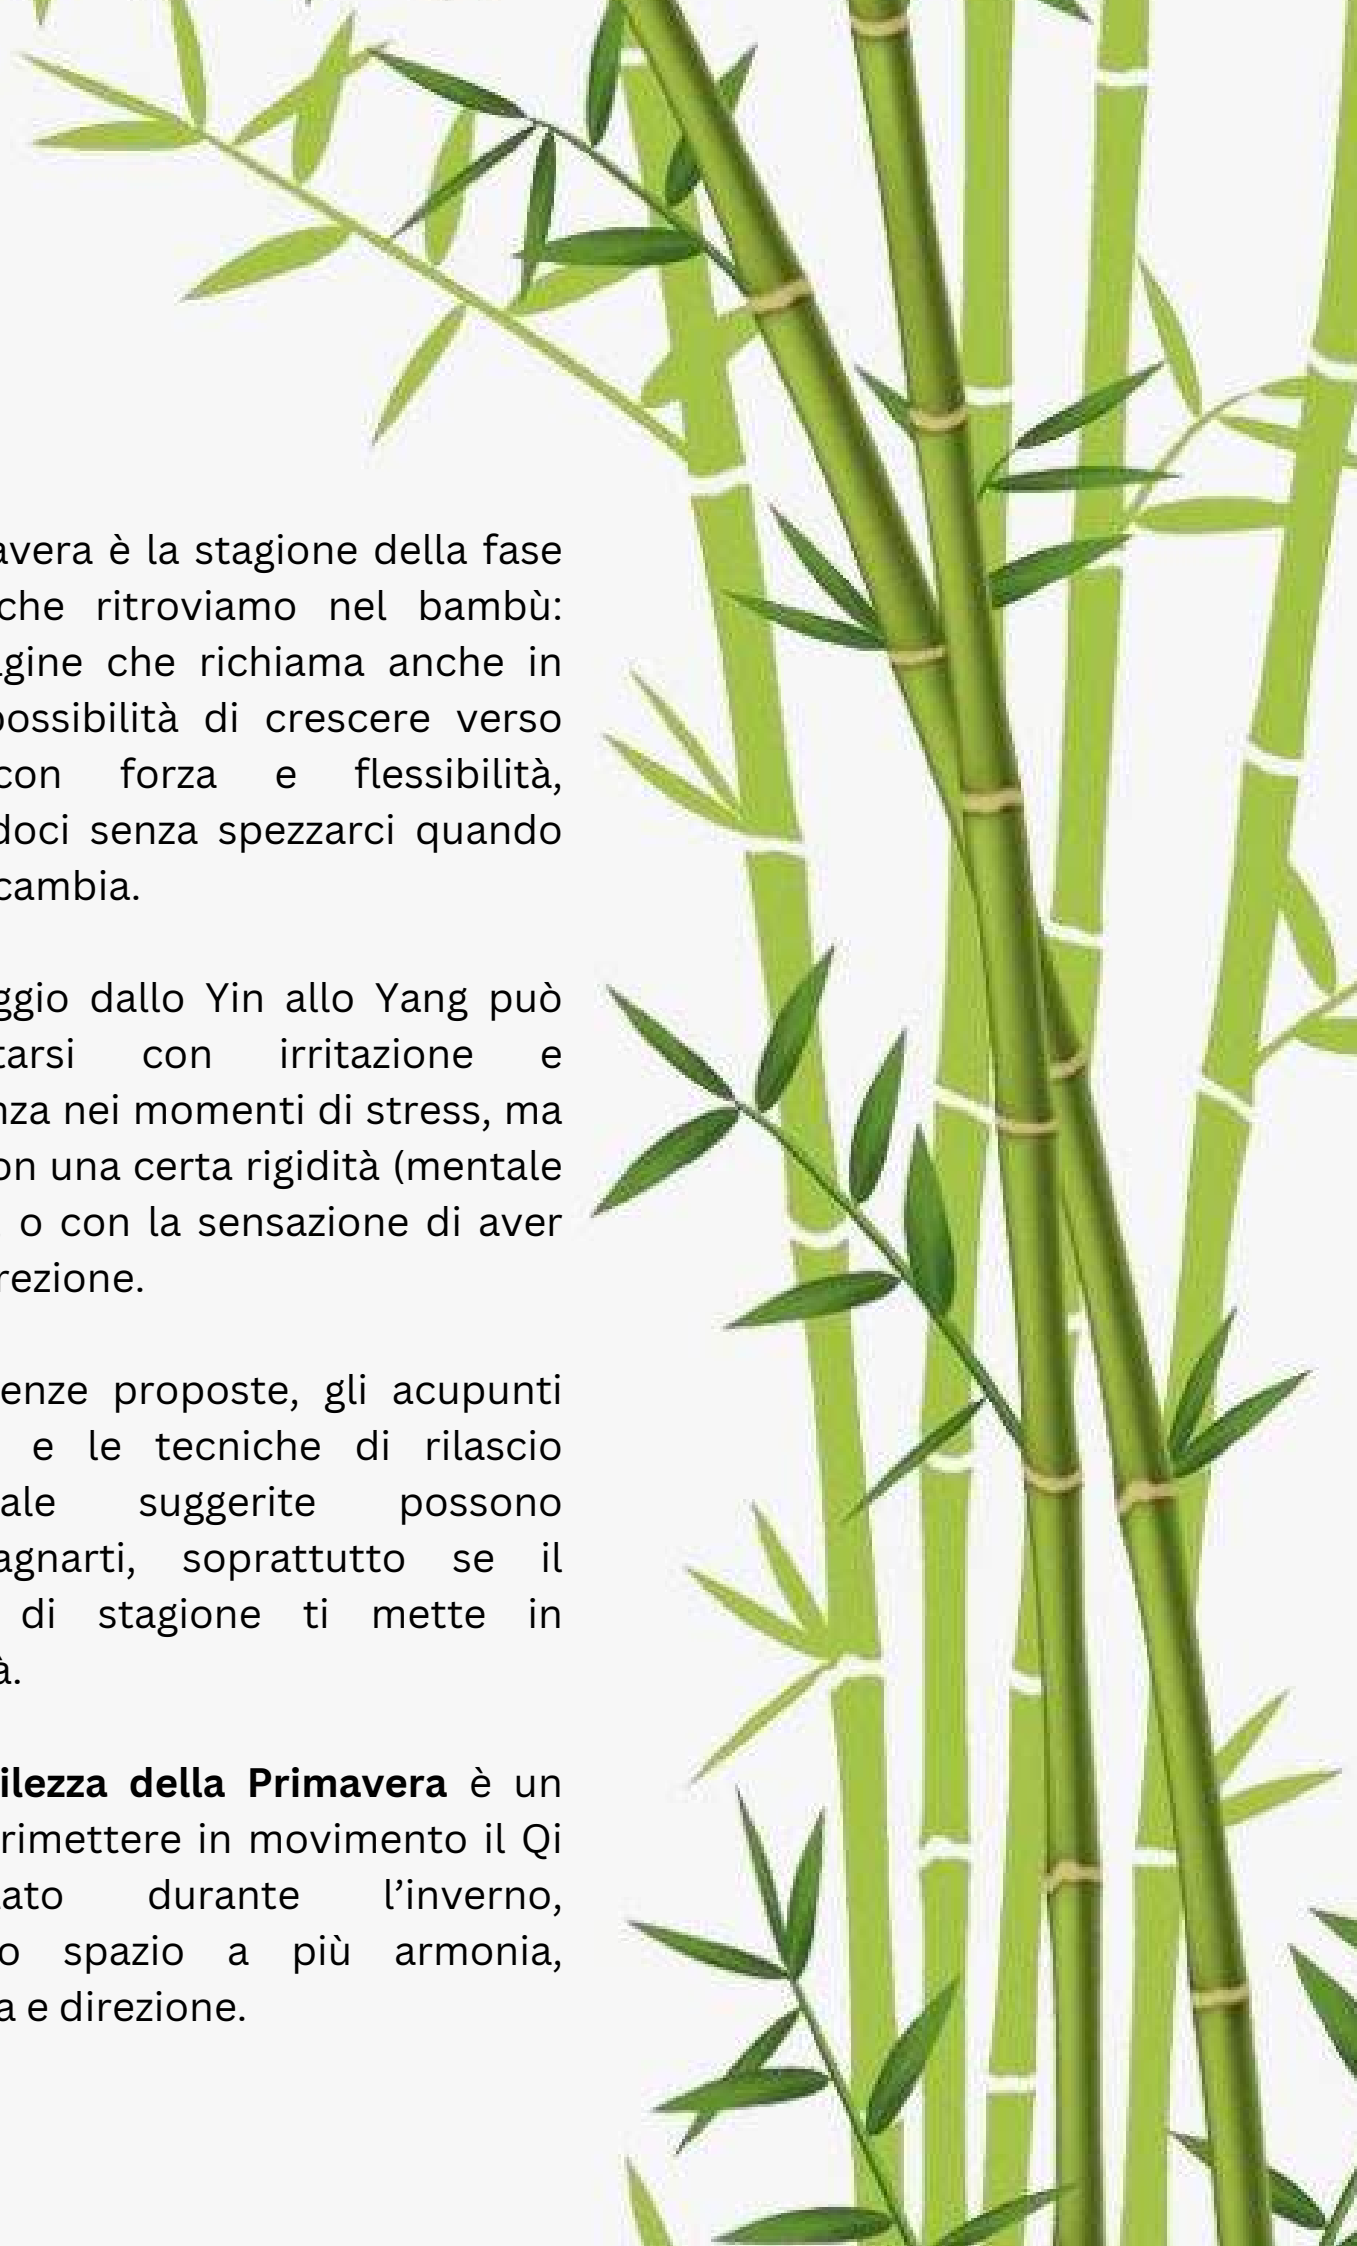 avera è la stagione della fase
che ritroviamo nel bambù:
agine che richiama anche in
possibilità di crescere verso
con forza e flessibilità,
doci senza spezzarci quando
cambia.
ggio dallo Yin allo Yang può
tarsi con irritazione e
nza nei momenti di stress, ma
on una certa rigidità (mentale
o con la sensazione di aver
rezione.
enze proposte, gli acupunti
e le tecniche di rilascio
ale suggerite possono
agnarti, soprattutto se il
di stagione ti mette in
à.
ilezza della Primavera è un
rimettere in movimento il Qi
ato durante l’inverno,
o spazio a più armonia,
a e direzione.